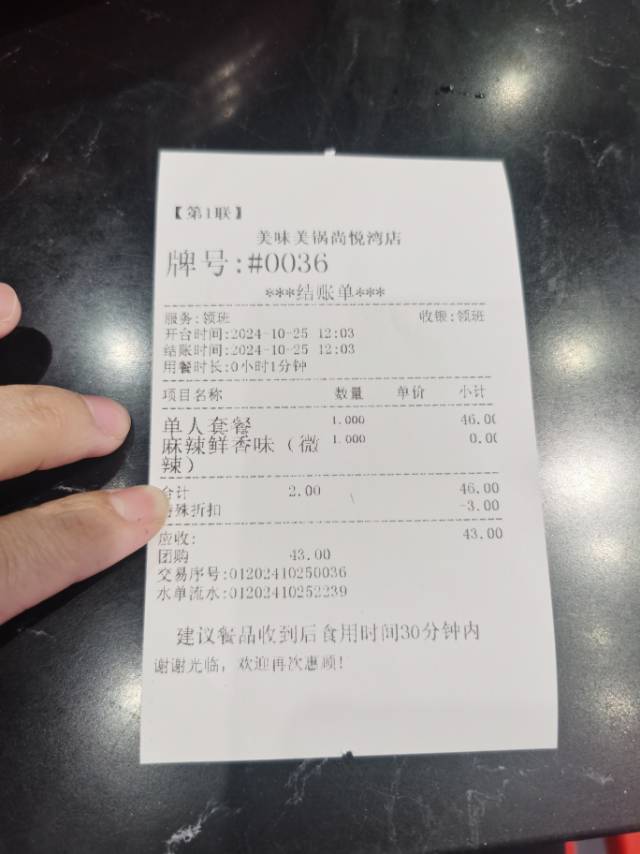 【第1联】
美味美锅尚悦湾店
牌号:#0036
***结账单***
服务:领班 收银:领班
开台时间:2024-10-25 12:03
结账时间:2024-10-25 12:03
用餐时长:0小时1分钟
项目名称 数量 单价 小计
单人套餐 1.000 46.00
麻辣鲜香味（微 1.000 0.00
辣）
合计 2.00 46.00
殊折扣 -3.00
应收: 43.00
团购 43.00
交易序号:01202410250036
水单流水:01202410252239
建议餐品收到后食用时间30分钟内
谢谢光临，欢迎再次惠顾!